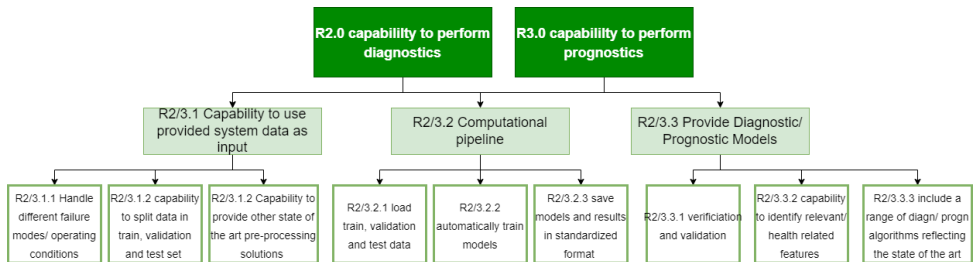 R2.0 capabililty to perform
diagnostics
R3.0 capabililty to perform
prognostics
R2/3.1 Capability to use
provided system data as
input
R2/3.2 Computational
pipeline
R2/3.3 Provide Diagnostic/
Prognostic Models
R2/3.1.1 Handle
different failure
modes/ operating
conditions
R2/3.1.2 capability
to split data in
train, validation
and test set
R2/3.1.2 Capability to
provide other state of
the art pre-processing
solutions
R2/3.2.1 load
train, validation
and test data
R2/3.2.2
automatically train
models
R2/3.2.3 save
models and results
in standardized
format
R2/3.3.1 verificiation
and validation
R2/3.3.2 capability
to identify relevant/
health related
features
R2/3.3.3 include a
range of diagn/ progn
algorithms reflecting
the state of the art